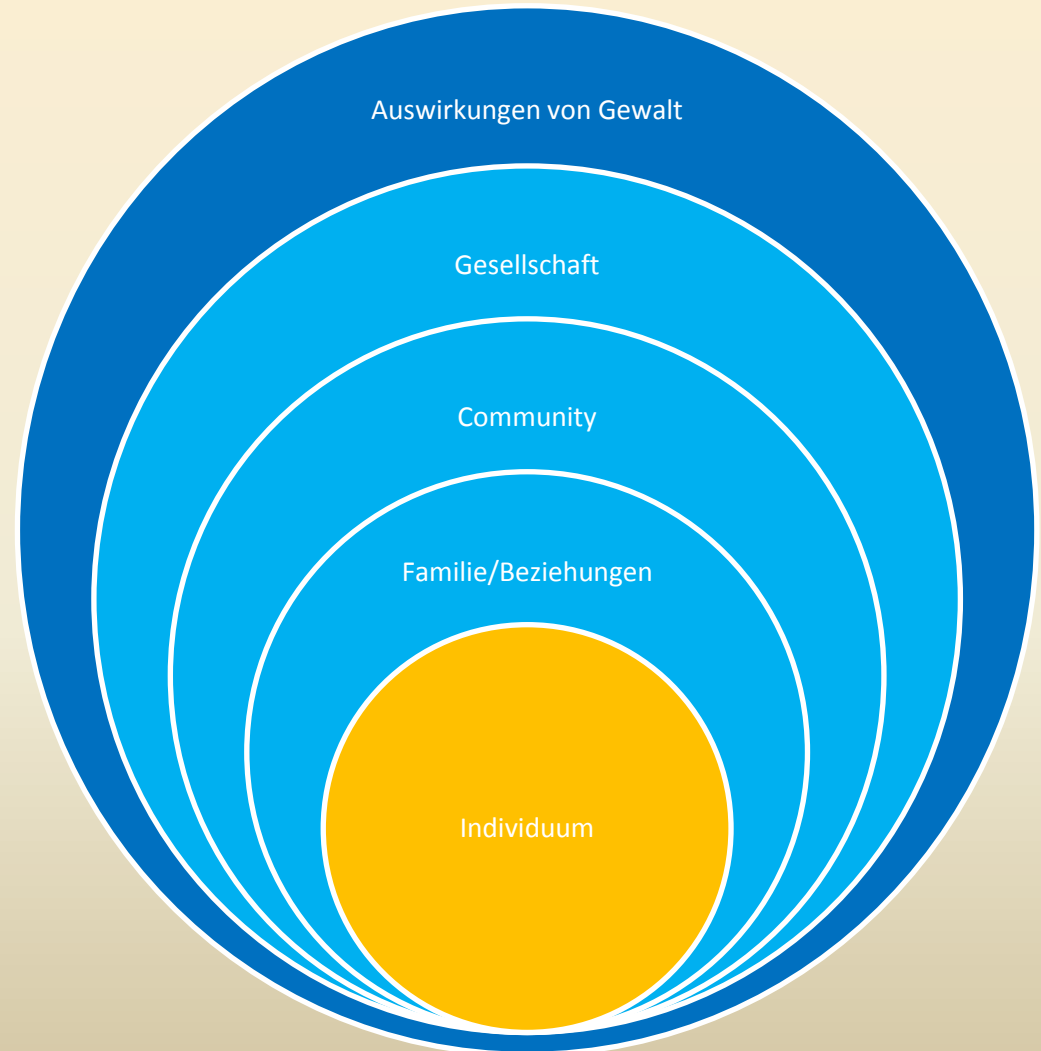 Auswirkungen von Gewalt
Gesellschaft
Community
Familie/Beziehungen
Individuum